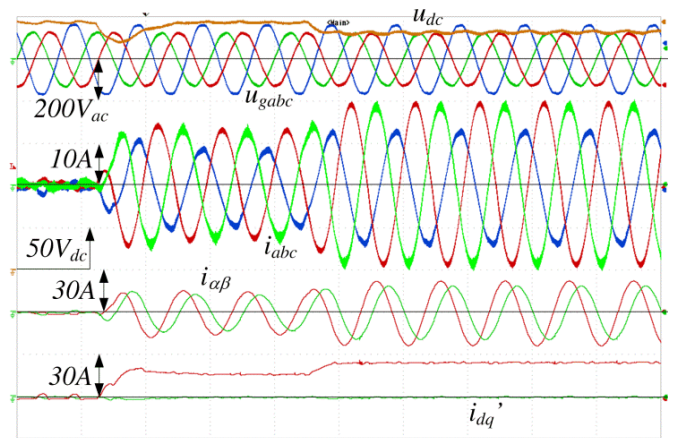 u_dc
u_gabc
200V_ac
10A
i_abc
50V_dc
i_αβ
30A
30A
i_dq'